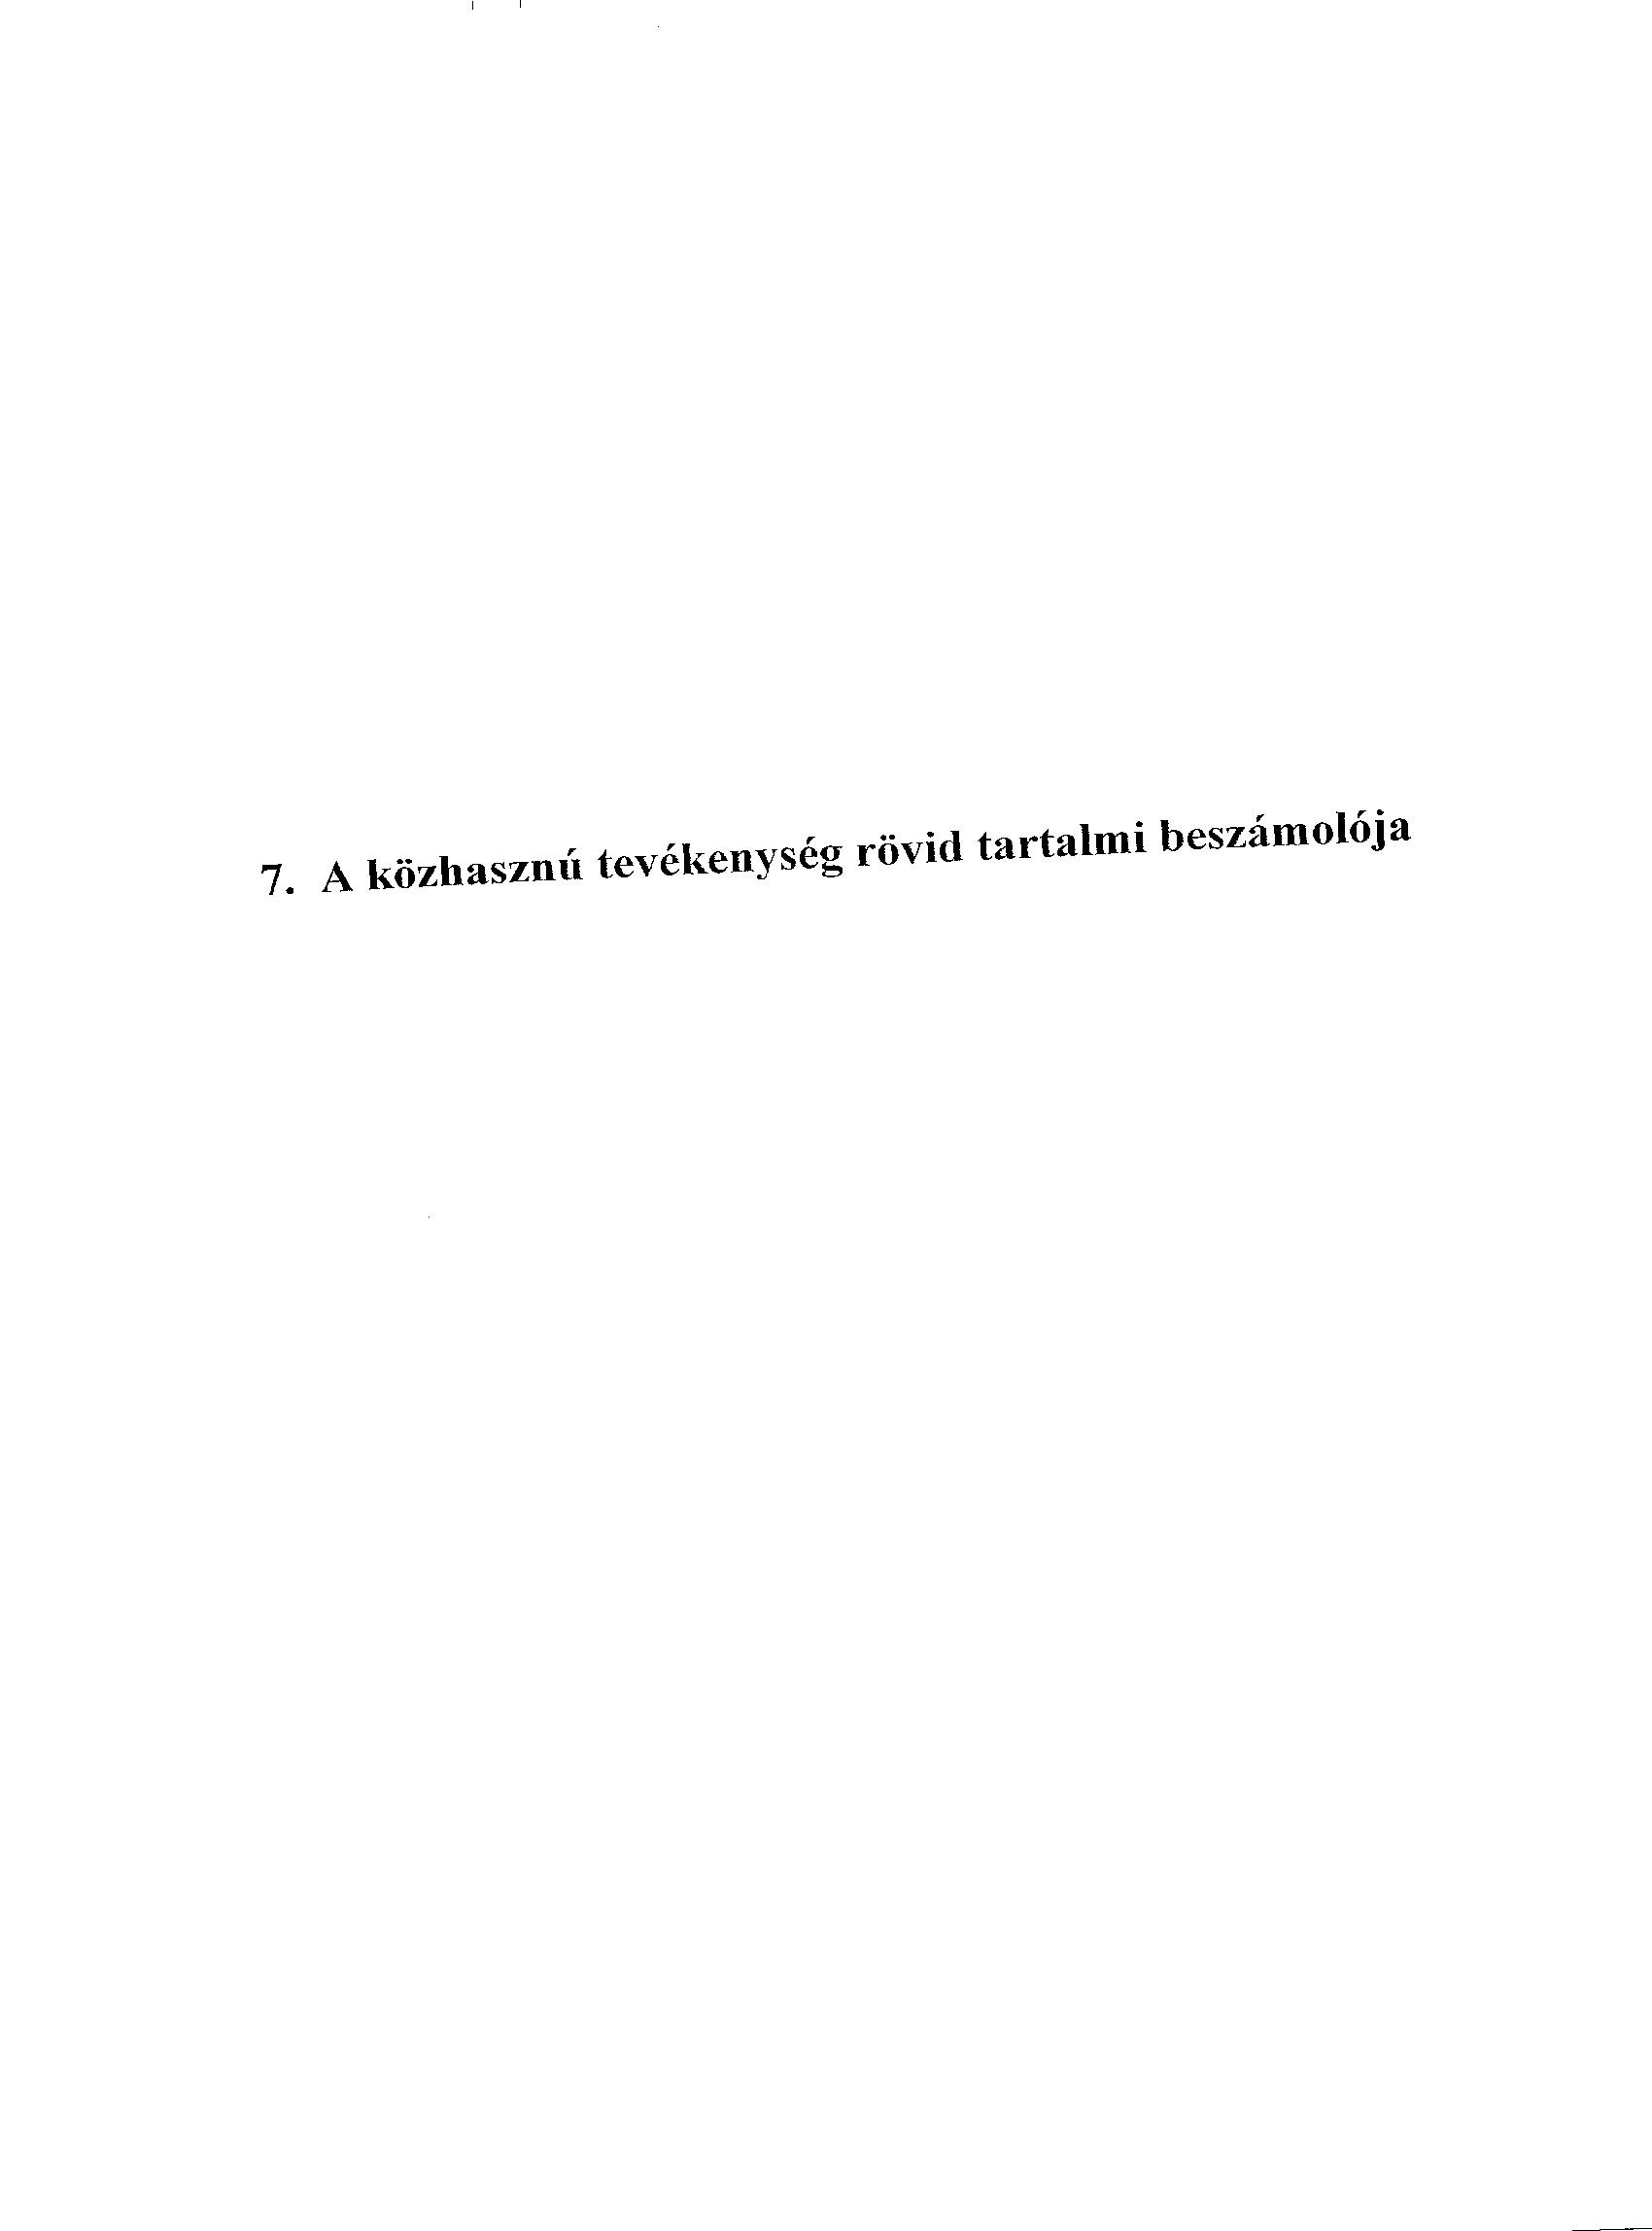 7. A közhasznú tevékenység rövid tartalmi beszámolója